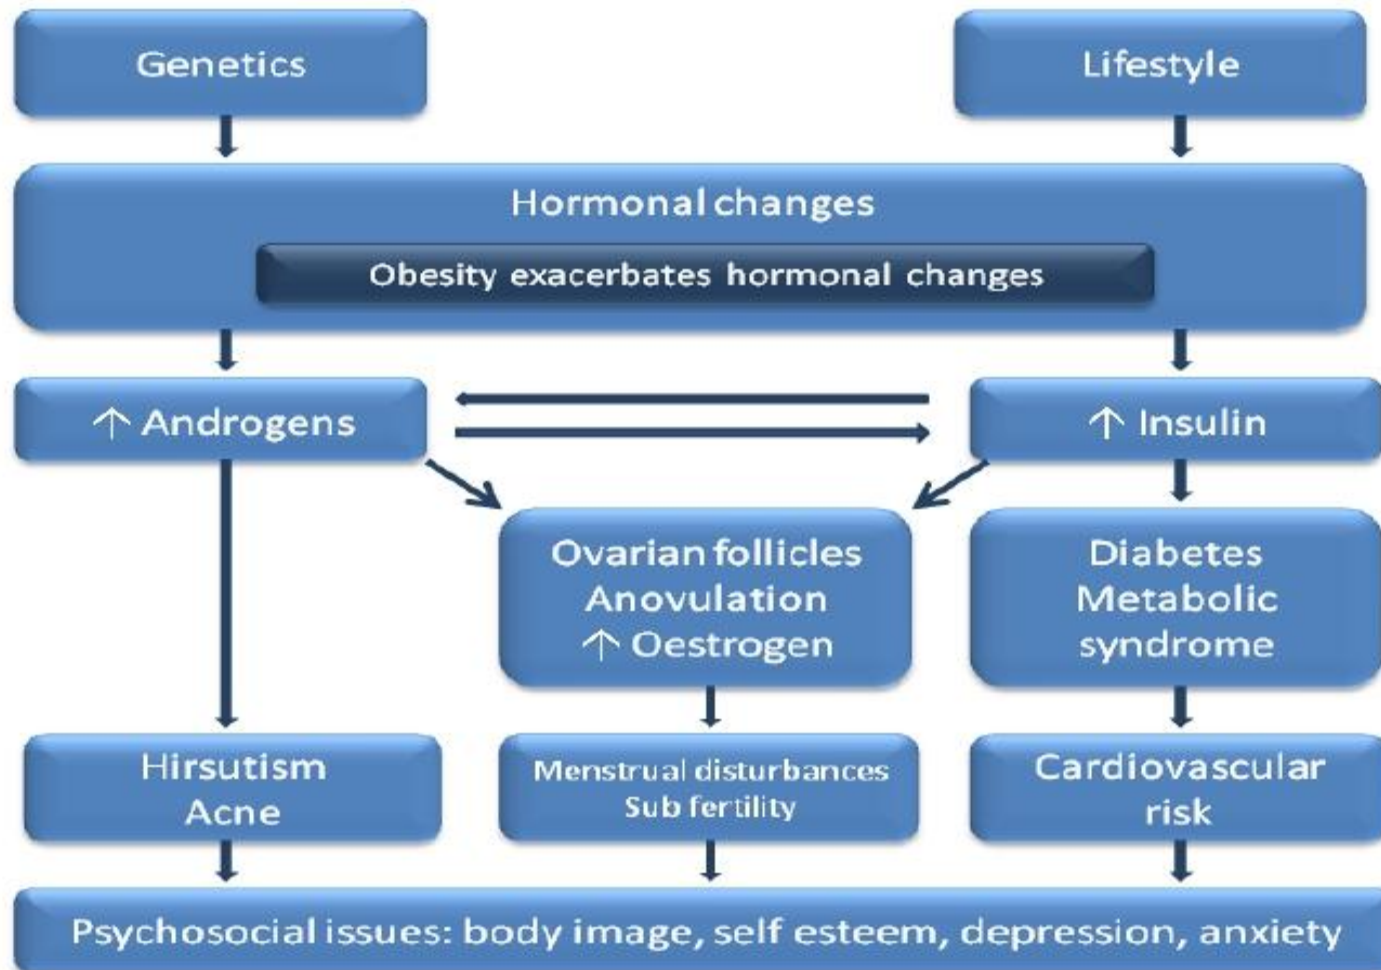 Genetics
Lifestyle
Hormonal changes
Obesity exacerbates hormonal changes
↑ Androgens
↑ Insulin
Ovarian follicles
Anovulation
↑ Oestrogen
Diabetes
Metabolic
syndrome
Hirsutism
Acne
Menstrual disturbances
Sub fertility
Cardiovascular
risk
Psychosocial issues: body image, self esteem, depression, anxiety